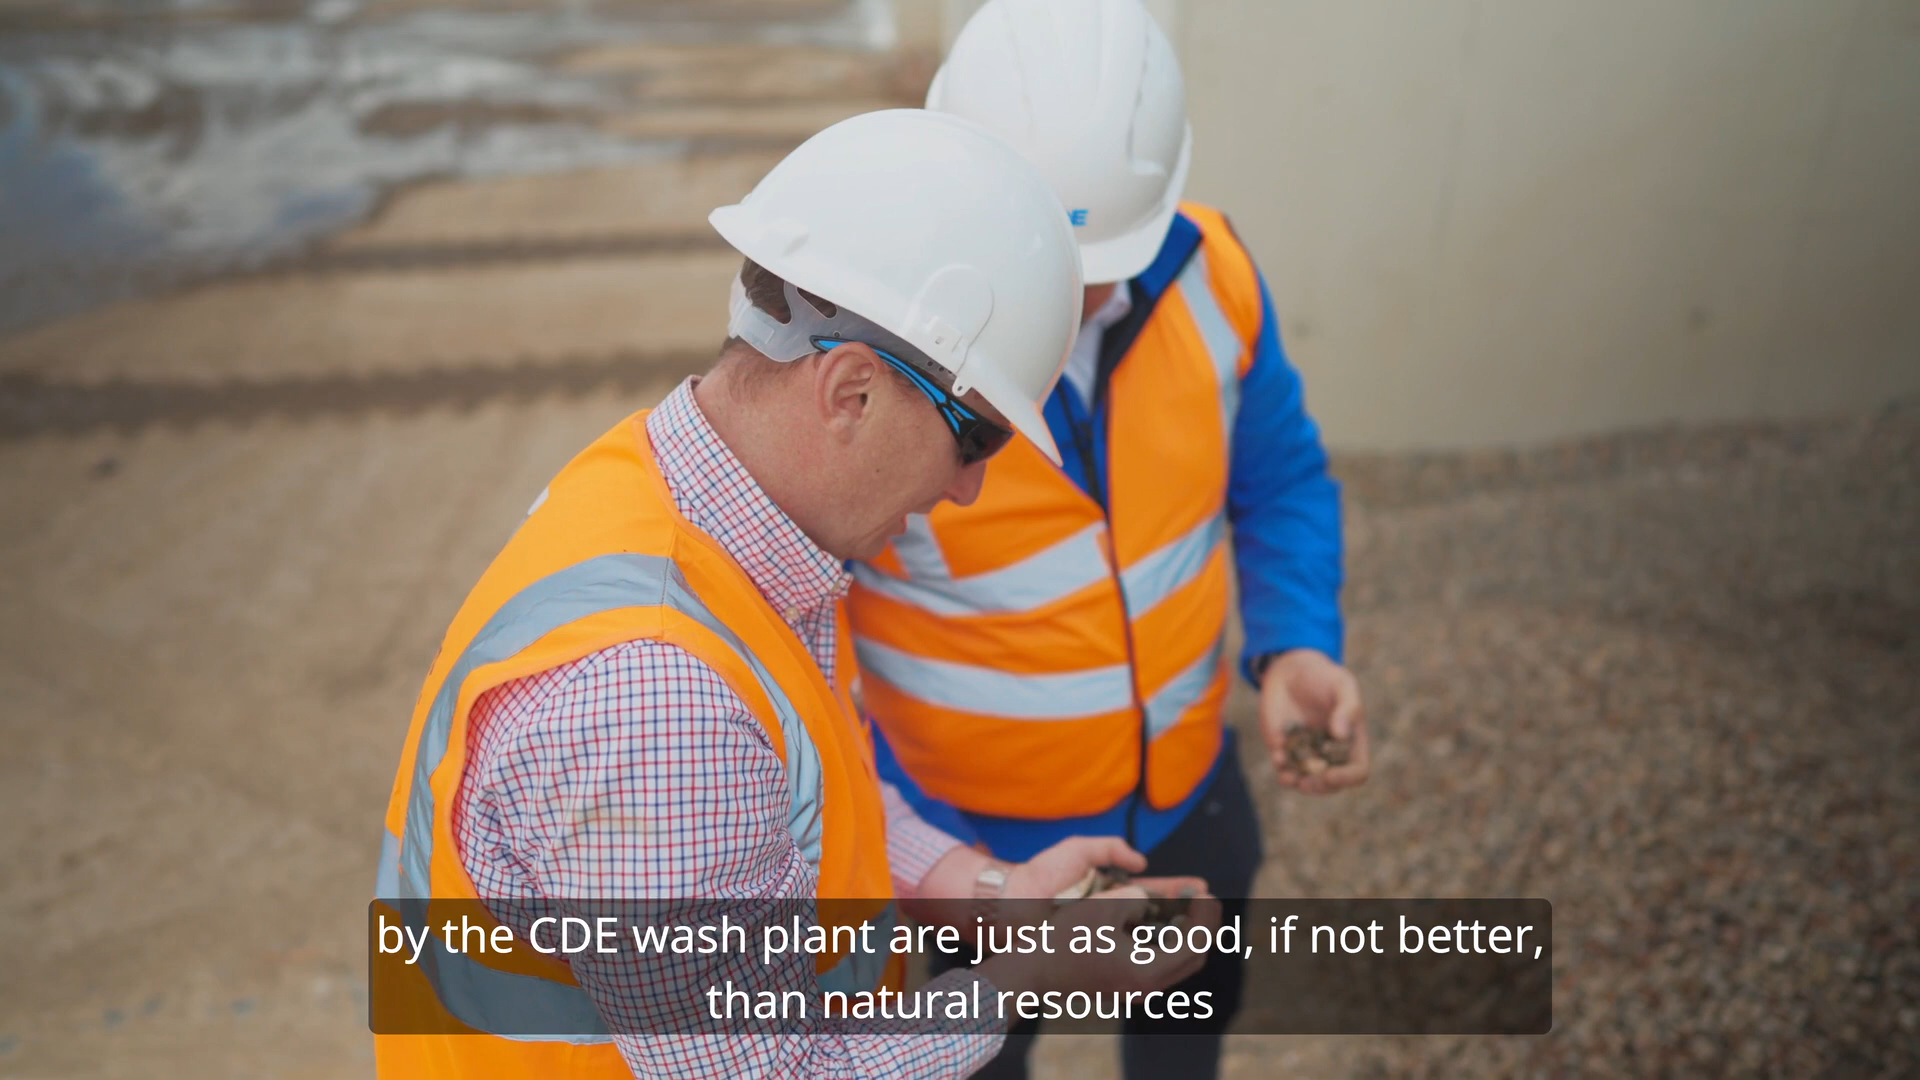 by the CDE wash plant are just as good, if not better,
than natural resources